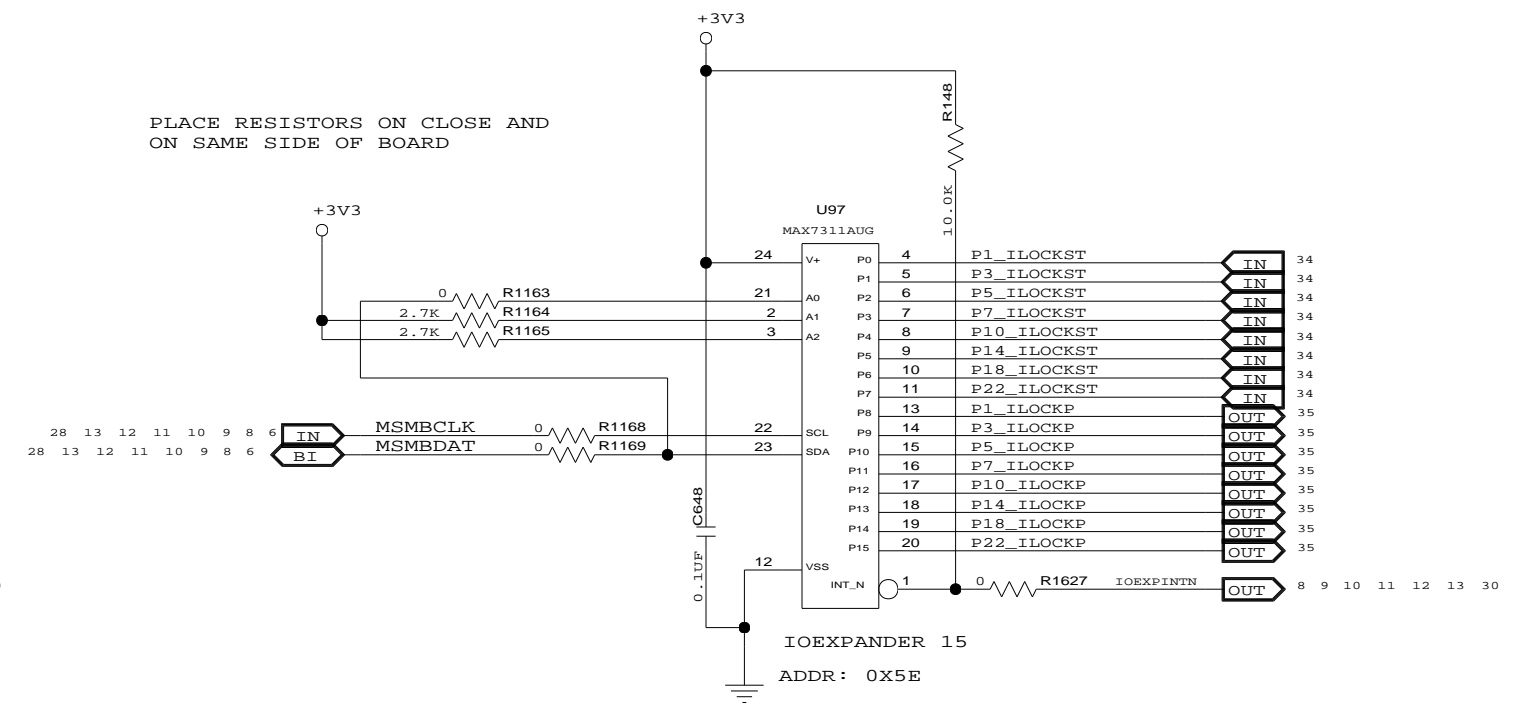 +3V3
PLACE RESISTORS ON CLOSE AND
ON SAME SIDE OF BOARD
R148
10.0K
+3V3
U97
MAX7311AUG
24 V+ P0 4 P1_ILOCKST IN 34
P1 5 P3_ILOCKST IN 34
0 R1163 21 A0 P2 6 P5_ILOCKST IN 34
2.7K R1164 2 A1 P3 7 P7_ILOCKST IN 34
2.7K R1165 3 A2 P4 8 P10_ILOCKST IN 34
P5 9 P14_ILOCKST IN 34
P6 10 P18_ILOCKST IN 34
P7 11 P22_ILOCKST IN 34
P8 13 P1_ILOCKP OUT 35
28 13 12 11 10 9 8 6 IN MSMBCLK 0 R1168 22 SCL P9 14 P3_ILOCKP OUT 35
28 13 12 11 10 9 8 6 BI MSMBDAT 0 R1169 23 SDA P10 15 P5_ILOCKP OUT 35
P11 16 P7_ILOCKP OUT 35
P12 17 P10_ILOCKP OUT 35
C648
P13 18 P14_ILOCKP OUT 35
P14 19 P18_ILOCKP OUT 35
P15 20 P22_ILOCKP OUT 35
0.1UF
12 VSS
INT_N 1 0 R1627 IOEXPINTN OUT 8 9 10 11 12 13 30
IOEXPANDER 15
ADDR: 0X5E